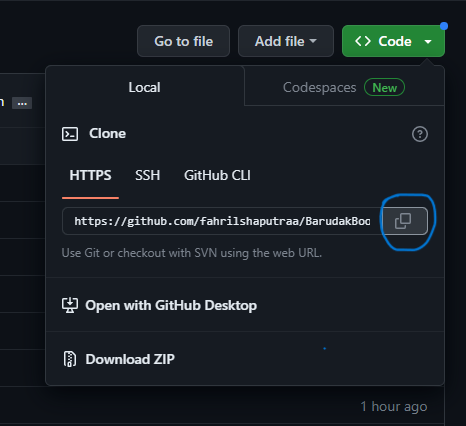 Go to file Add file Code
...
Local Codespaces New
Clone
HTTPS SSH GitHub CLI
https://github.com/fahrilshaputraa/BarudakBoo
Use Git or checkout with SVN using the web URL.
Open with GitHub Desktop
Download ZIP
1 hour ago